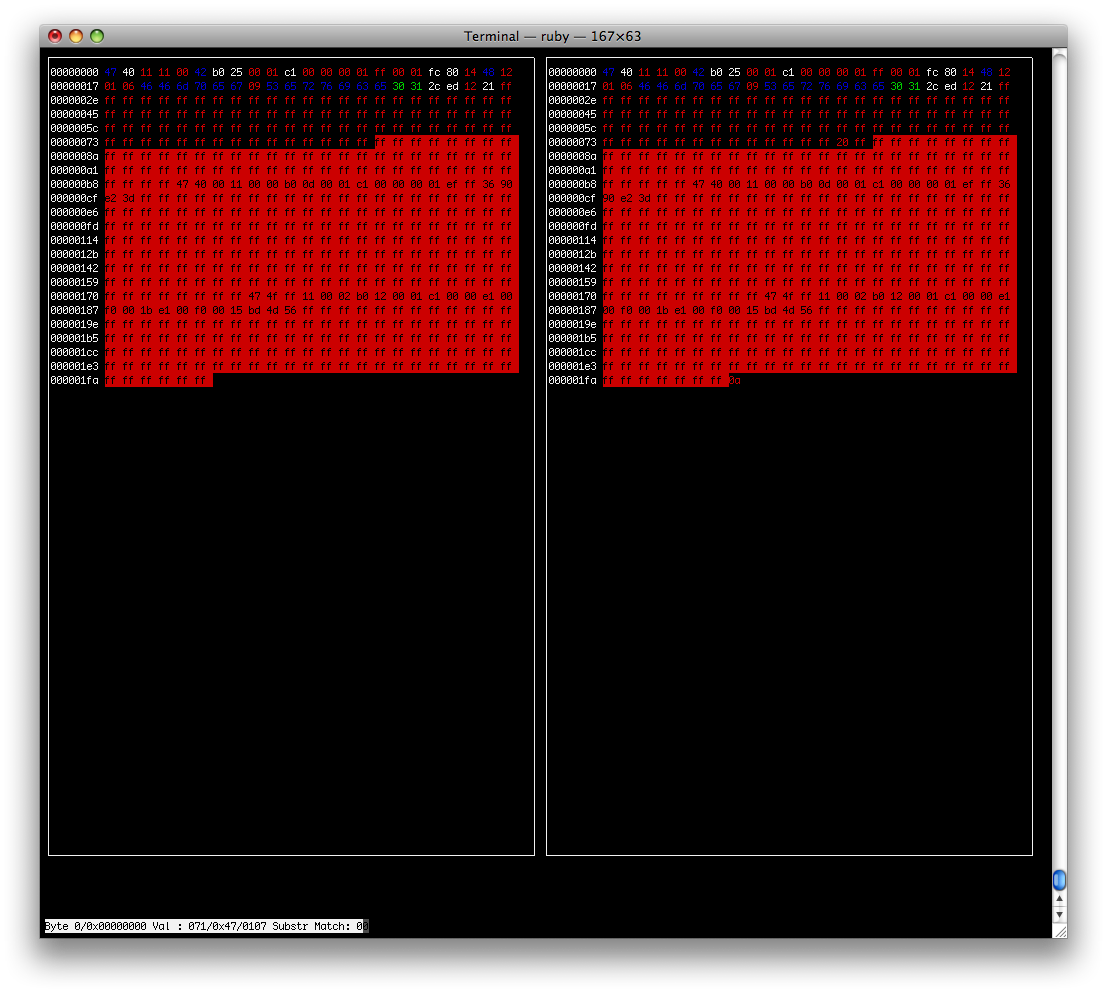 Terminal — ruby — 167×63
00000000 47 40 11 11 00 42 b0 25 00 01 c1 00 00 00 01 ff 00 01 fc 80 14 48 12
00000017 01 06 46 46 6d 70 65 67 09 53 65 72 76 69 63 65 30 31 2c ed 12 21 ff
0000002e ff ff ff ff ff ff ff ff ff ff ff ff ff ff ff ff ff ff ff ff ff ff ff
00000045 ff ff ff ff ff ff ff ff ff ff ff ff ff ff ff ff ff ff ff ff ff ff ff
0000005c ff ff ff ff ff ff ff ff ff ff ff ff ff ff ff ff ff ff ff ff ff ff ff
00000073 ff ff ff ff ff ff ff ff ff ff ff ff ff ff ff ff ff ff ff ff ff ff ff
0000008a ff ff ff ff ff ff ff ff ff ff ff ff ff ff ff ff ff ff ff ff ff ff ff
000000a1 ff ff ff ff ff ff ff ff ff ff ff ff ff ff ff ff ff ff ff ff ff ff ff
000000b8 ff ff ff ff 47 40 00 11 00 00 b0 0d 00 01 c1 00 00 00 01 ef ff 36 90
000000cf e2 3d ff ff ff ff ff ff ff ff ff ff ff ff ff ff ff ff ff ff ff ff ff
000000e6 ff ff ff ff ff ff ff ff ff ff ff ff ff ff ff ff ff ff ff ff ff ff ff
000000fd ff ff ff ff ff ff ff ff ff ff ff ff ff ff ff ff ff ff ff ff ff ff ff
00000114 ff ff ff ff ff ff ff ff ff ff ff ff ff ff ff ff ff ff ff ff ff ff ff
0000012b ff ff ff ff ff ff ff ff ff ff ff ff ff ff ff ff ff ff ff ff ff ff ff
00000142 ff ff ff ff ff ff ff ff ff ff ff ff ff ff ff ff ff ff ff ff ff ff ff
00000159 ff ff ff ff ff ff ff ff ff ff ff ff ff ff ff ff ff ff ff ff ff ff ff
00000170 ff ff ff ff ff ff ff ff 47 4f ff 11 00 02 b0 12 00 01 c1 00 00 e1 00
00000187 f0 00 1b e1 00 f0 00 15 bd 4d 56 ff ff ff ff ff ff ff ff ff ff ff ff
0000019e ff ff ff ff ff ff ff ff ff ff ff ff ff ff ff ff ff ff ff ff ff ff ff
000001b5 ff ff ff ff ff ff ff ff ff ff ff ff ff ff ff ff ff ff ff ff ff ff ff
000001cc ff ff ff ff ff ff ff ff ff ff ff ff ff ff ff ff ff ff ff ff ff ff ff
000001e3 ff ff ff ff ff ff ff ff ff ff ff ff ff ff ff ff ff ff ff ff ff ff ff
000001fa ff ff ff ff ff ff
00000000 47 40 11 11 00 42 b0 25 00 01 c1 00 00 00 01 ff 00 01 fc 80 14 48 12
00000017 01 06 46 46 6d 70 65 67 09 53 65 72 76 69 63 65 30 31 2c ed 12 21 ff
0000002e ff ff ff ff ff ff ff ff ff ff ff ff ff ff ff ff ff ff ff ff ff ff ff
00000045 ff ff ff ff ff ff ff ff ff ff ff ff ff ff ff ff ff ff ff ff ff ff ff
0000005c ff ff ff ff ff ff ff ff ff ff ff ff ff ff ff ff ff ff ff ff ff ff ff
00000073 ff ff ff ff ff ff ff ff ff ff ff ff ff 20 ff ff ff ff ff ff ff ff ff
0000008a ff ff ff ff ff ff ff ff ff ff ff ff ff ff ff ff ff ff ff ff ff ff ff
000000a1 ff ff ff ff ff ff ff ff ff ff ff ff ff ff ff ff ff ff ff ff ff ff ff
000000b8 ff ff ff ff ff 47 40 00 11 00 00 b0 0d 00 01 c1 00 00 00 01 ef ff 36
000000cf 90 e2 3d ff ff ff ff ff ff ff ff ff ff ff ff ff ff ff ff ff ff ff ff
000000e6 ff ff ff ff ff ff ff ff ff ff ff ff ff ff ff ff ff ff ff ff ff ff ff
000000fd ff ff ff ff ff ff ff ff ff ff ff ff ff ff ff ff ff ff ff ff ff ff ff
00000114 ff ff ff ff ff ff ff ff ff ff ff ff ff ff ff ff ff ff ff ff ff ff ff
0000012b ff ff ff ff ff ff ff ff ff ff ff ff ff ff ff ff ff ff ff ff ff ff ff
00000142 ff ff ff ff ff ff ff ff ff ff ff ff ff ff ff ff ff ff ff ff ff ff ff
00000159 ff ff ff ff ff ff ff ff ff ff ff ff ff ff ff ff ff ff ff ff ff ff ff
00000170 ff ff ff ff ff ff ff ff ff 47 4f ff 11 00 02 b0 12 00 01 c1 00 00 e1
00000187 00 f0 00 1b e1 00 f0 00 15 bd 4d 56 ff ff ff ff ff ff ff ff ff ff ff
0000019e ff ff ff ff ff ff ff ff ff ff ff ff ff ff ff ff ff ff ff ff ff ff ff
000001b5 ff ff ff ff ff ff ff ff ff ff ff ff ff ff ff ff ff ff ff ff ff ff ff
000001cc ff ff ff ff ff ff ff ff ff ff ff ff ff ff ff ff ff ff ff ff ff ff ff
000001e3 ff ff ff ff ff ff ff ff ff ff ff ff ff ff ff ff ff ff ff ff ff ff ff
000001fa ff ff ff ff ff ff ff 0a
Byte 0/0x00000000 Val : 071/0x47/0107 Substr Match: 00